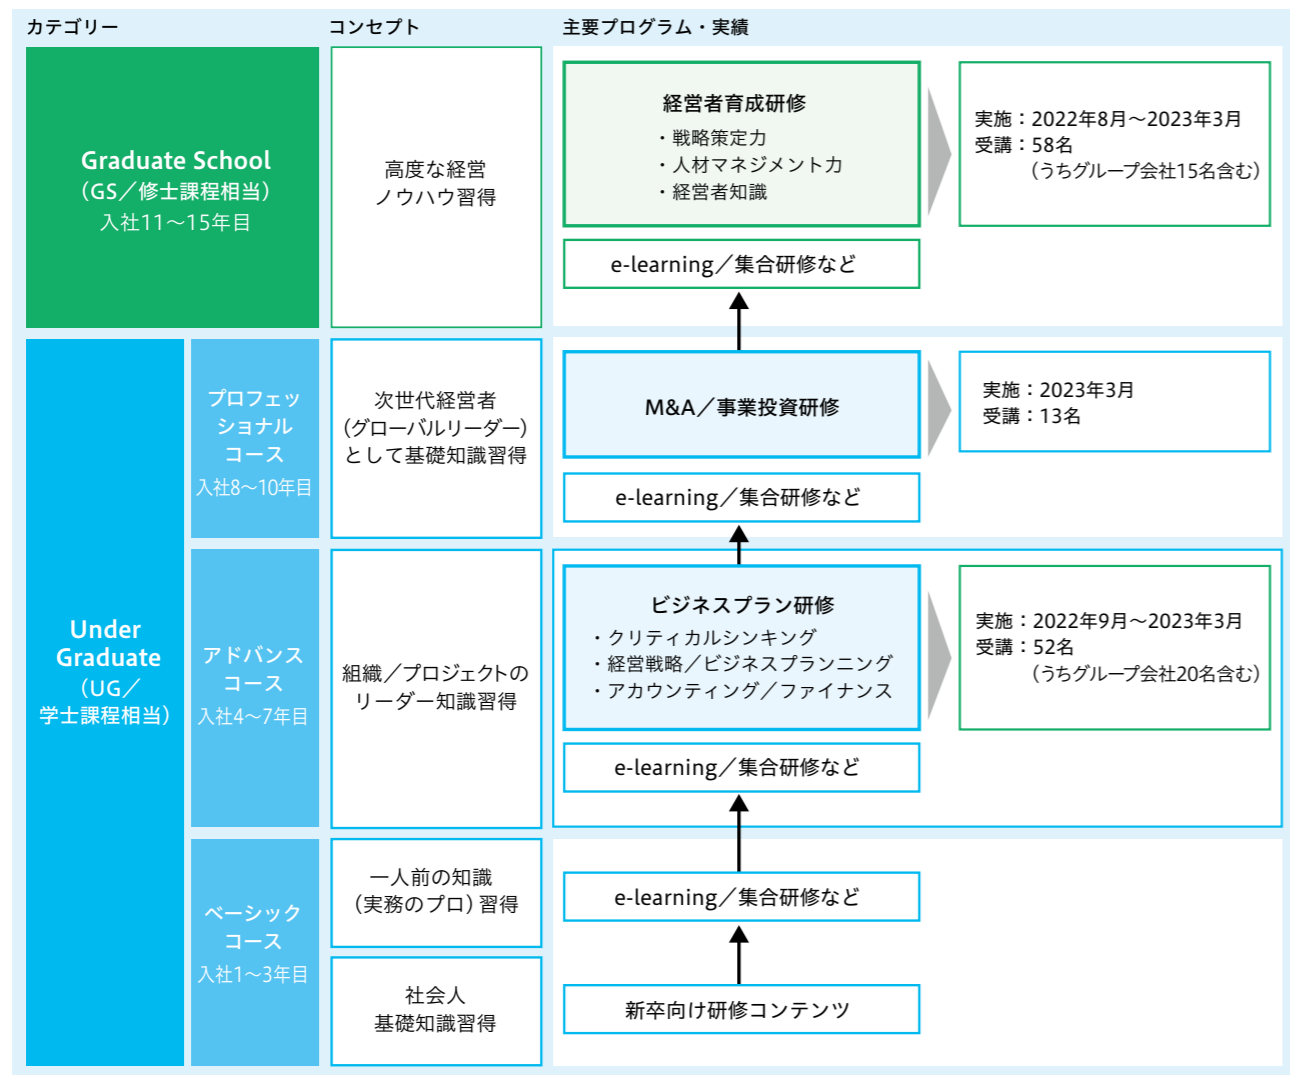 カテゴリー
コンセプト
主要プログラム・実績
Graduate School
（GS／修士課程相当）
入社11～15年目
高度な経営
ノウハウ習得
経営者育成研修
・戦略策定力
・人材マネジメント力
・経営者知識
e-learning／集合研修など
実施：2022年8月～2023年3月
受講：58名
（うちグループ会社15名含む）
Under
Graduate
（UG／
学士課程相当）
プロフェッ
ショナル
コース
入社8～10年目
次世代経営者
（グローバルリーダー）
として基礎知識習得
M&A／事業投資研修
e-learning／集合研修など
実施：2023年3月
受講：13名
アドバンス
コース
入社4～7年目
組織／プロジェクトの
リーダー知識習得
ビジネスプラン研修
・クリティカルシンキング
・経営戦略／ビジネスプランニング
・アカウンティング／ファイナンス
e-learning／集合研修など
実施：2022年9月～2023年3月
受講：52名
（うちグループ会社20名含む）
ベーシック
コース
入社1～3年目
一人前の知識
（実務のプロ）習得
e-learning／集合研修など
社会人
基礎知識習得
新卒向け研修コンテンツ